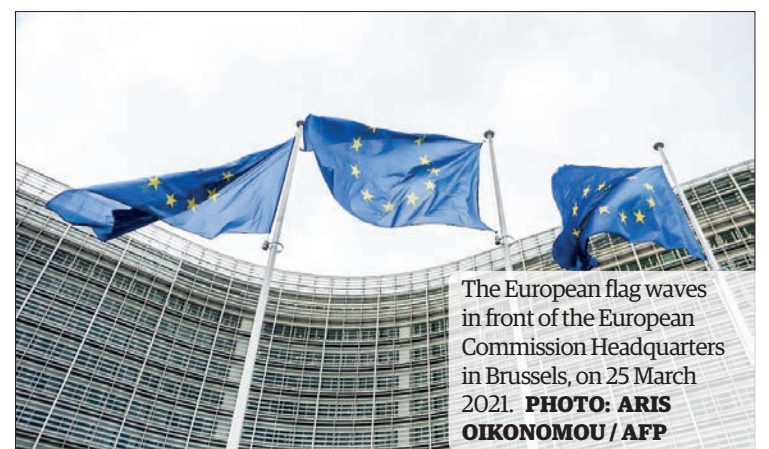 The European flag waves
in front of the European
Commission Headquarters
in Brussels, on 25 March
2021. PHOTO: ARIS
OIKONOMOU / AFP